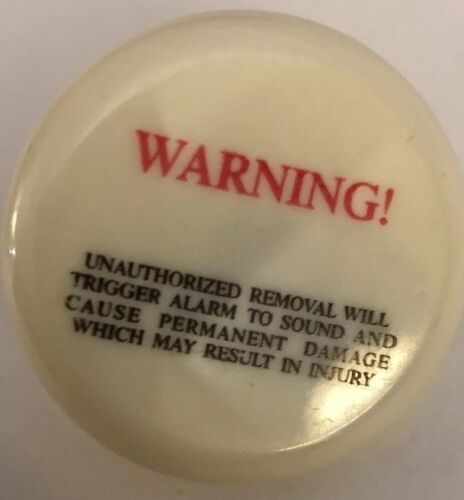 WARNING!
UNAUTHORIZED REMOVAL WILL
TRIGGER ALARM TO SOUND AND
CAUSE PERMANENT DAMAGE
WHICH MAY RESULT IN INJURY